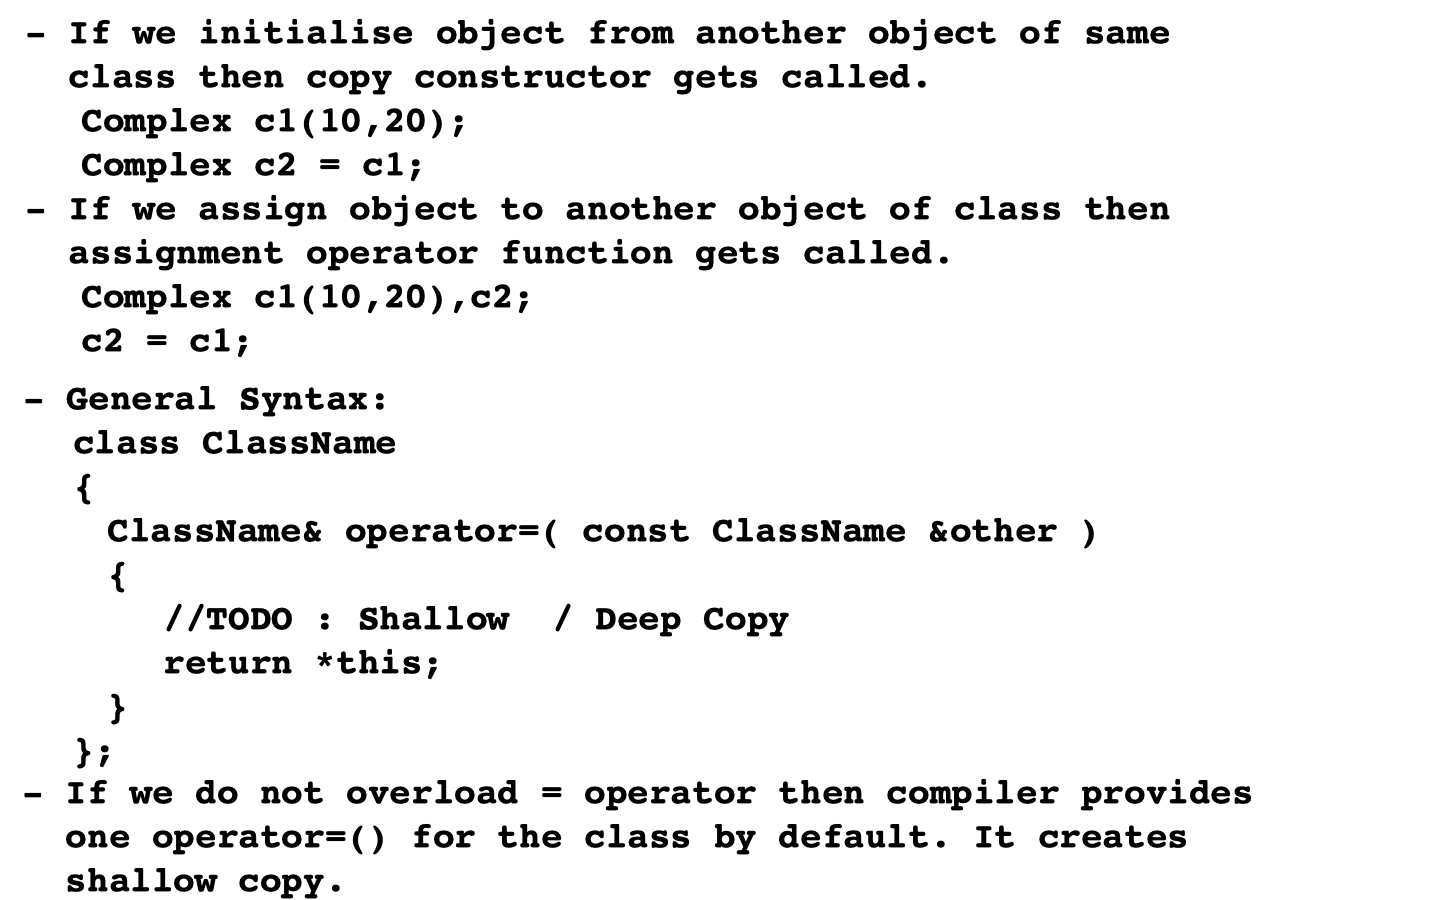 - If we initialise object from another object of same
class then copy constructor gets called.
Complex c1(10,20);
Complex c2 = c1;
- If we assign object to another object of class then
assignment operator function gets called.
Complex c1(10,20),c2;
c2 = c1;
- General Syntax:
class ClassName
{
ClassName& operator=( const ClassName &other )
{
//TODO : Shallow / Deep Copy
return *this;
}
};
- If we do not overload = operator then compiler provides
one operator=() for the class by default. It creates
shallow copy.